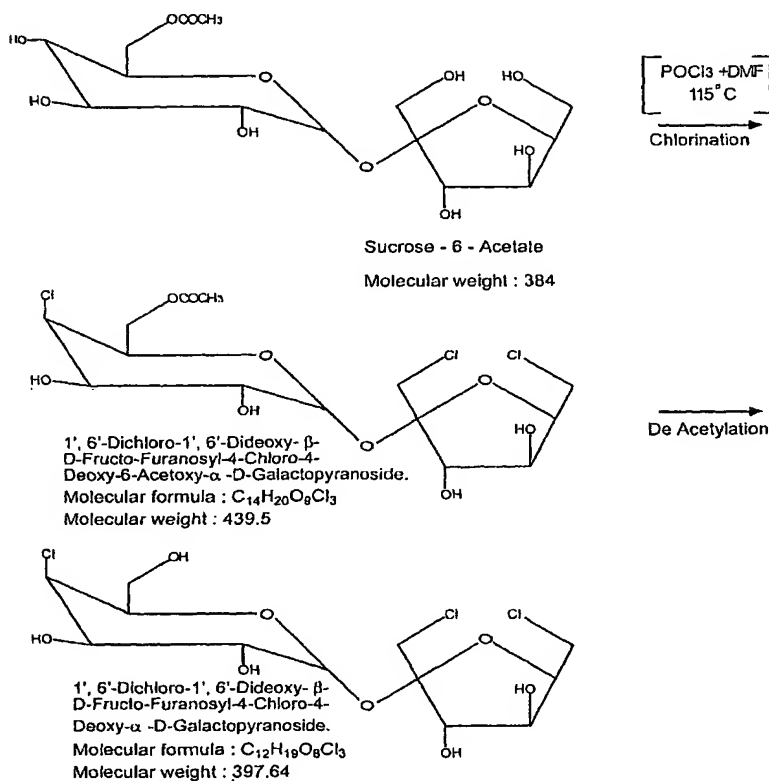 OCOCH3
HO
O
OH HO
POCl3 +DMF
115°C
HO
O
HO
OH
O
Chlorination
OH
Sucrose - 6 - Acetate
Molecular weight : 384
Cl
OCOCH3
O
Cl Cl
O
HO
OH
O
HO
De Acetylation
1', 6'-Dichloro-1', 6'-Dideoxy- β-
D-Fructo-Furanosyl-4-Chloro-4-
Deoxy-6-Acetoxy-α -D-Galactopyranoside.
OH
Molecular formula : C14H20O9Cl3
Molecular weight : 439.5
Cl
OH
O
Cl Cl
O
HO
OH
O
HO
1', 6'-Dichloro-1', 6'-Dideoxy- β-
D-Fructo-Furanosyl-4-Chloro-4-
Deoxy-α -D-Galactopyranoside.
OH
Molecular formula : C12H19O8Cl3
Molecular weight : 397.64